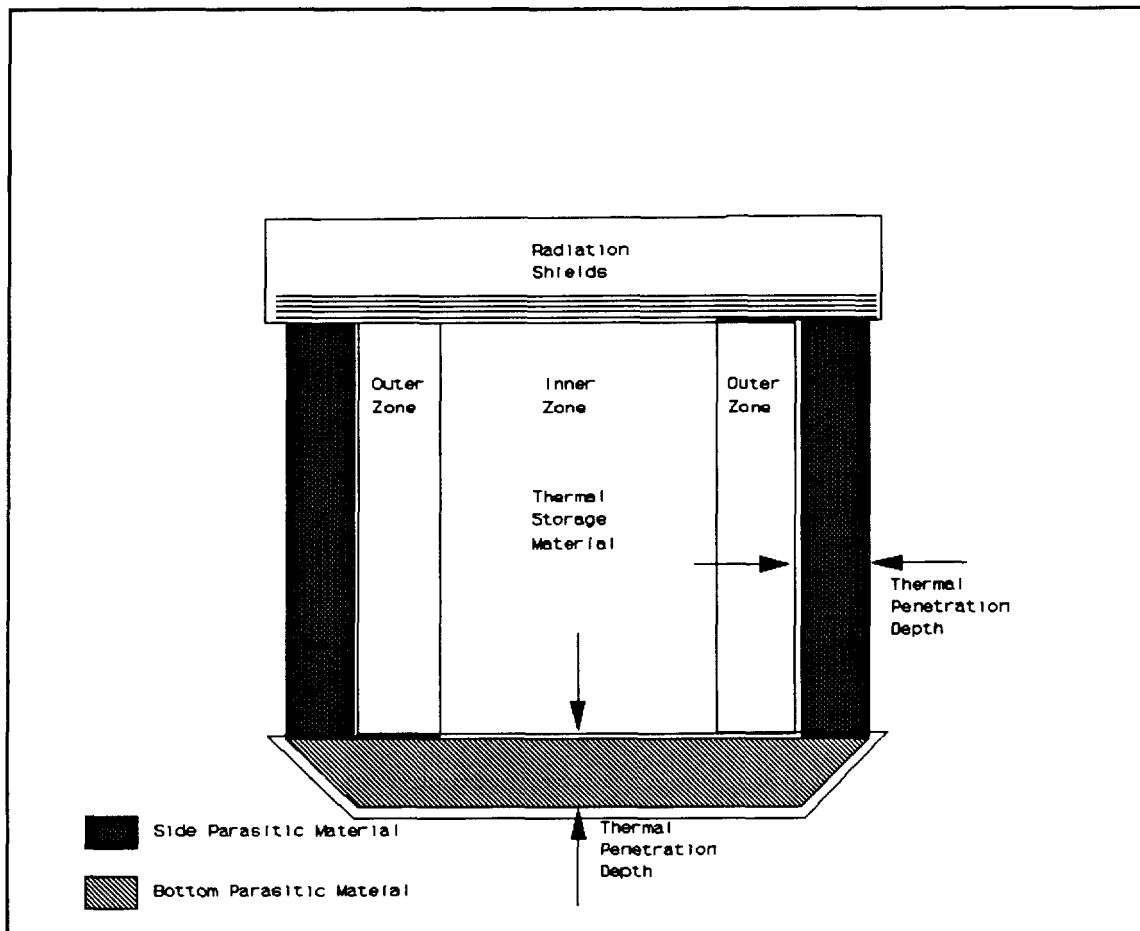 Radiation
Shields
Outer
Zone
Inner
Zone
Outer
Zone
Thermal
Storage
Material
Thermal
Penetration
Depth
Side Parasitic Material
Thermal
Penetration
Depth
Bottom Parasitic Mateial